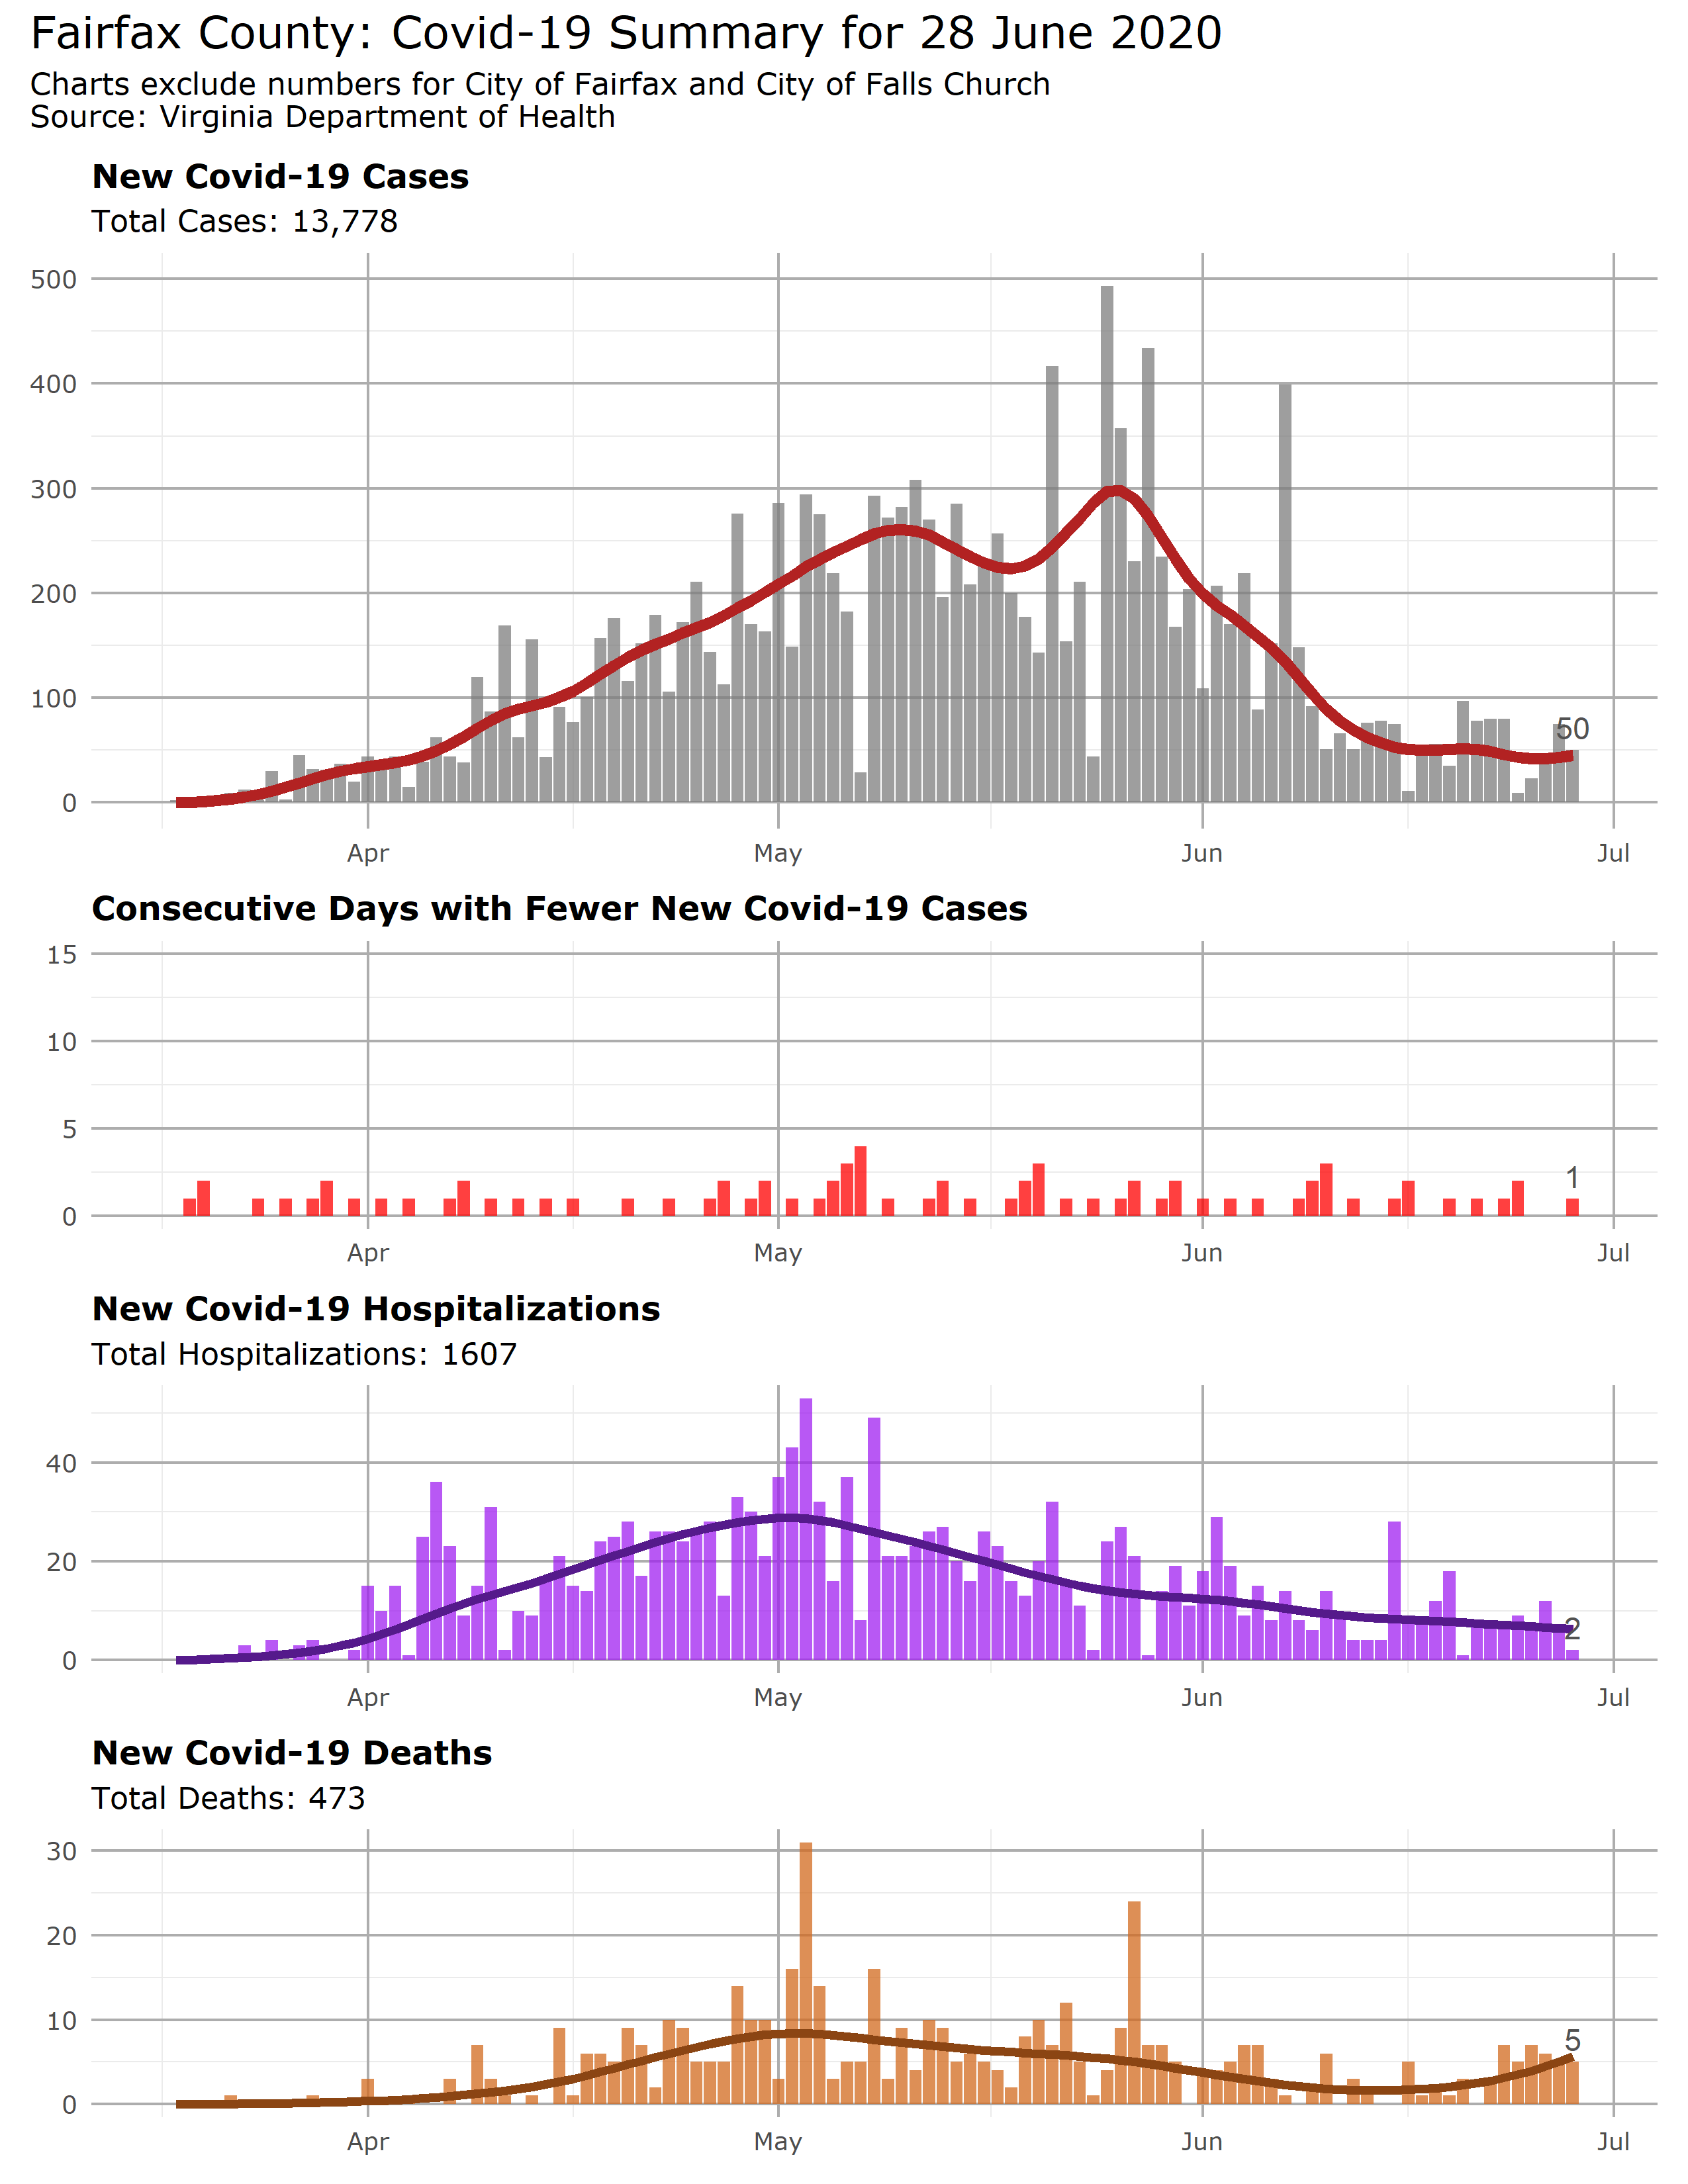 Fairfax County: Covid-19 Summary for 28 June 2020
Charts exclude numbers for City of Fairfax and City of Falls Church
Source: Virginia Department of Health
New Covid-19 Cases
Total Cases: 13,778
500
400
300
200
100
0
50
Apr May Jun Jul
Consecutive Days with Fewer New Covid-19 Cases
15
10
5
0
1
Apr May Jun Jul
New Covid-19 Hospitalizations
Total Hospitalizations: 1607
40
20
0
2
Apr May Jun Jul
New Covid-19 Deaths
Total Deaths: 473
30
20
10
0
5
Apr May Jun Jul